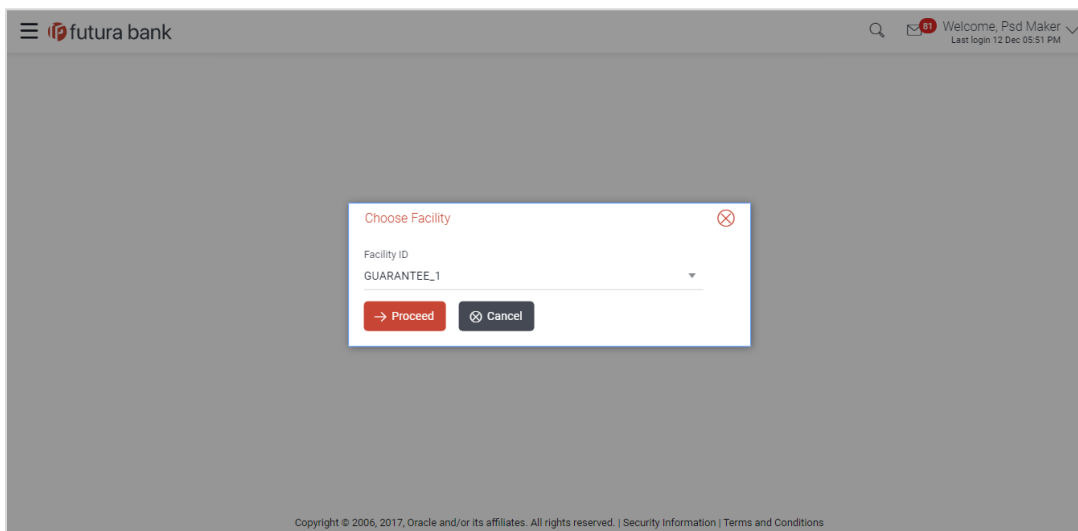 futura bank
81
Welcome, Psd Maker
Last login 12 Dec 05:51 PM
Choose Facility
Facility ID
GUARANTEE_1
Proceed
Cancel
Copyright © 2006, 2017, Oracle and/or its affiliates. All rights reserved. | Security Information | Terms and Conditions